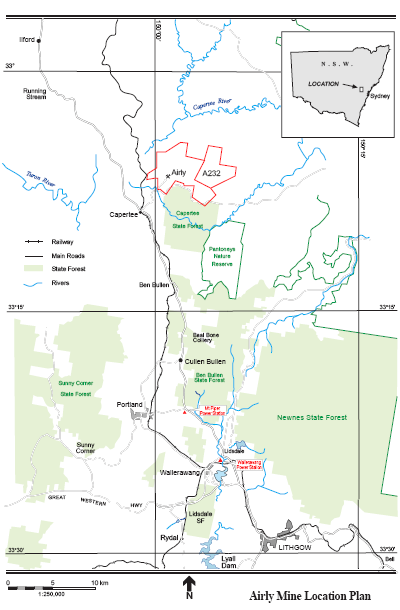 150°00'
Ilford
N. S. W.
LOCATION
Sydney
33°
Running
Stream
Capertee River
149°15'
Turon River
Airly
A232
Capertee
State Forest
Capertee
Pantoneys
Nature
Reserve
Railway
Main Roads
State Forest
Rivers
Ben Bullen
33°15'
33°15'
Baal Bone
Colliery
Cullen Bullen
Ben Bullen
State Forest
Sunny Corner
State Forest
Portland
Mt Piper
Power Station
Newnes State Forest
Sunny
Corner
Lidsdale
Wallerawang
Power Station
Wallerawang
GREAT WESTERN HWY
Lidsdale
SF
Rydal
LITHGOW
Lyall
Dam
33°30'
33°30'
Bell
0 5 10 km
1:250,000
N
Airly Mine Location Plan